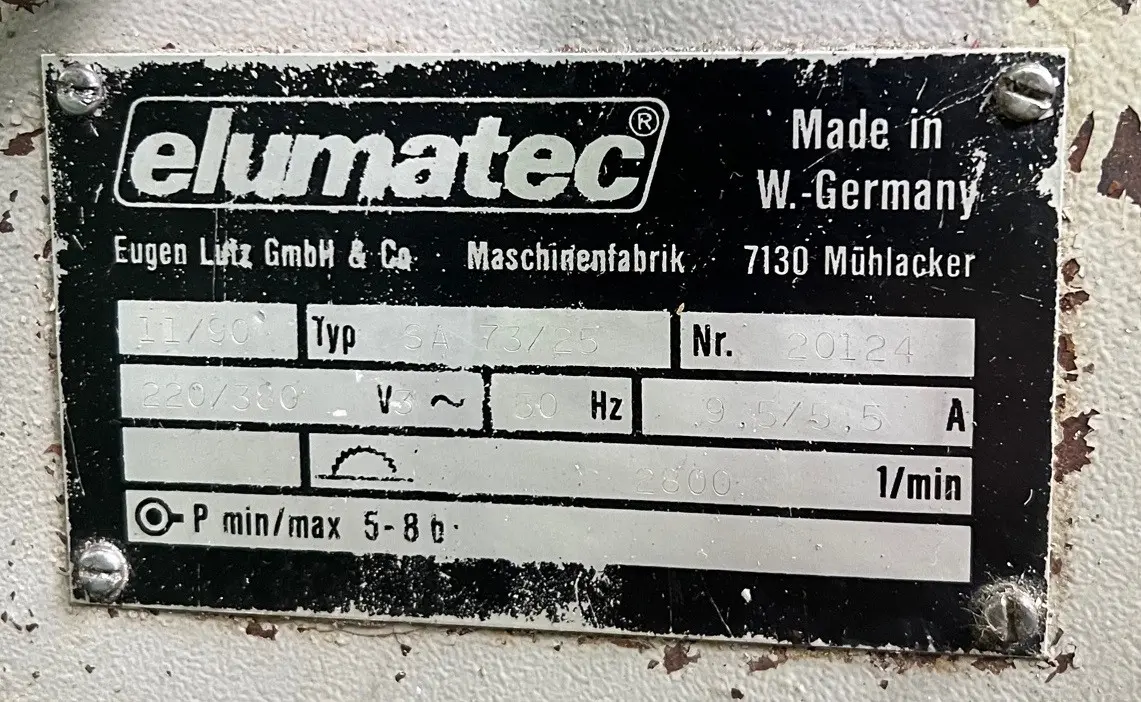 elumatec®
Made in
W.-Germany
Eugen Lutz GmbH & Co · Maschinenfabrik · 7130 Mühlacker
11/90 Typ SA 73/25 Nr. 20124
220/380 V 3 ~ 50 Hz 9.5/5.5 A
2800 1/min
P min/max 5-8 b